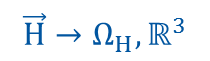 H⃗ → Ω_H, ℝ³